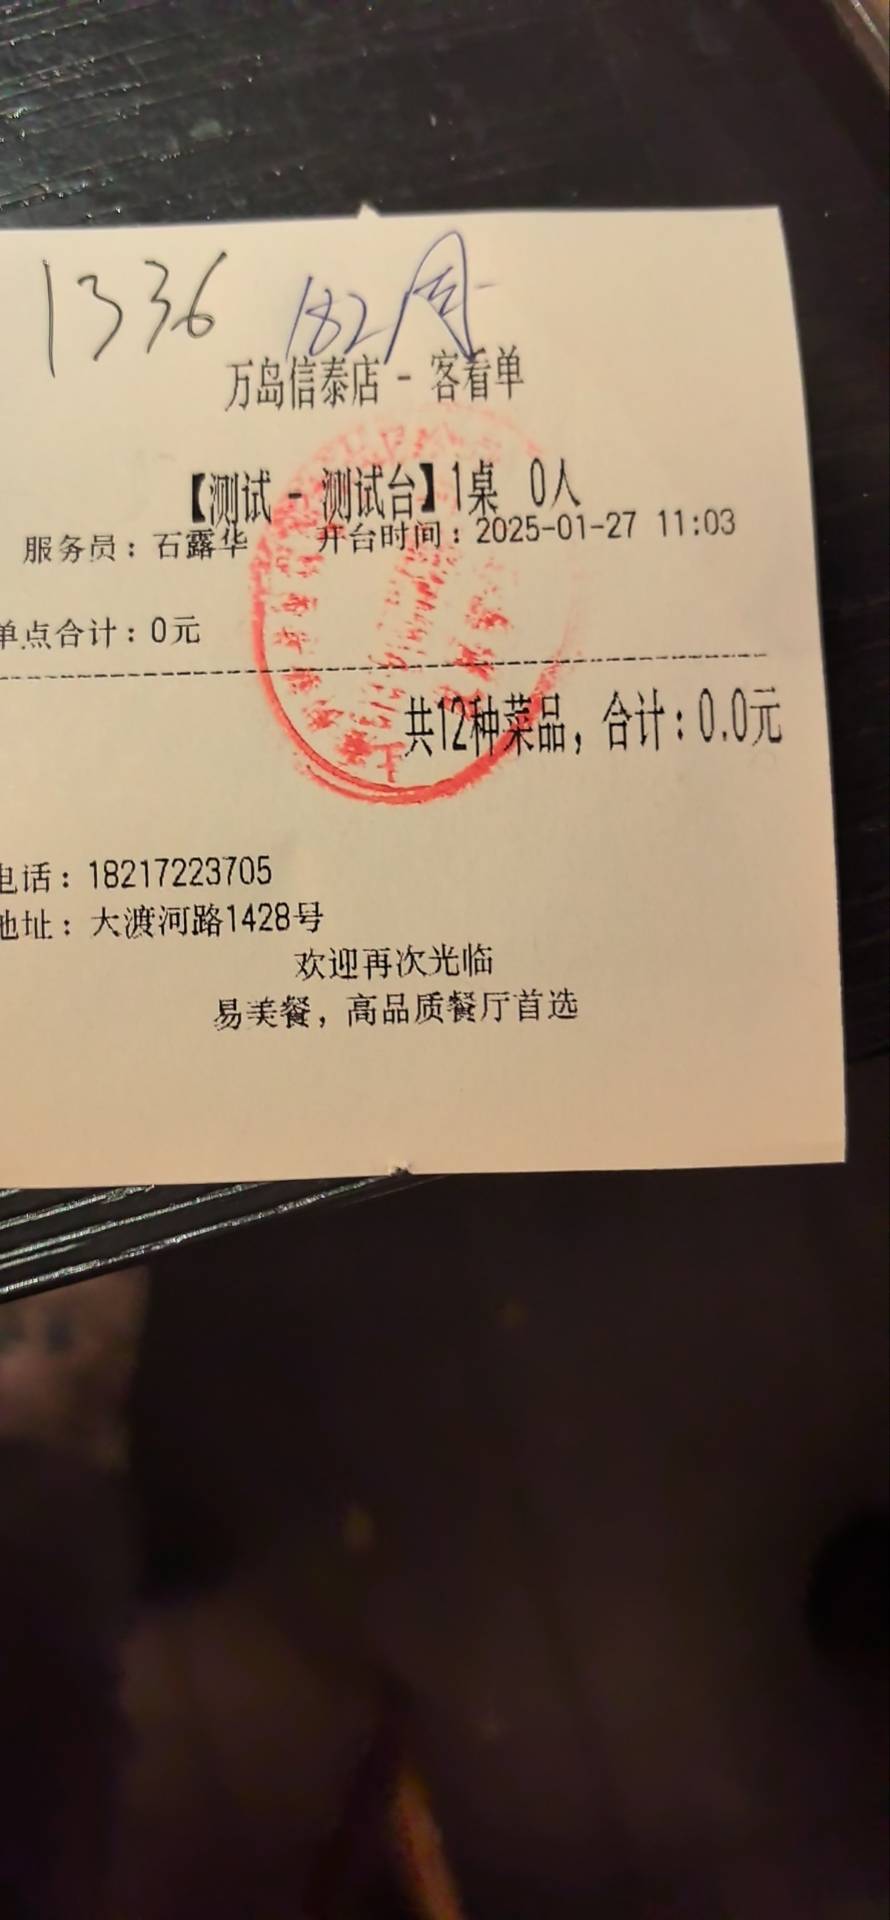 1336 182周
万岛信泰店 - 客看单
【测试 - 测试台】1桌 0人
服务员：石露华 开台时间：2025-01-27 11:03
单点合计：0元
共12种菜品，合计：0.0元
电话：18217223705
地址：大渡河路1428号
欢迎再次光临
易美餐，高品质餐厅首选